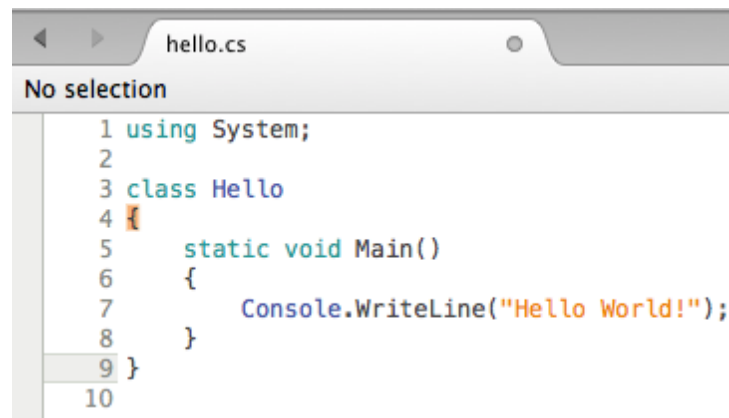 hello.cs
No selection
1 using System;
2
3 class Hello
4 {
5     static void Main()
6     {
7         Console.WriteLine("Hello World!");
8     }
9 }
10